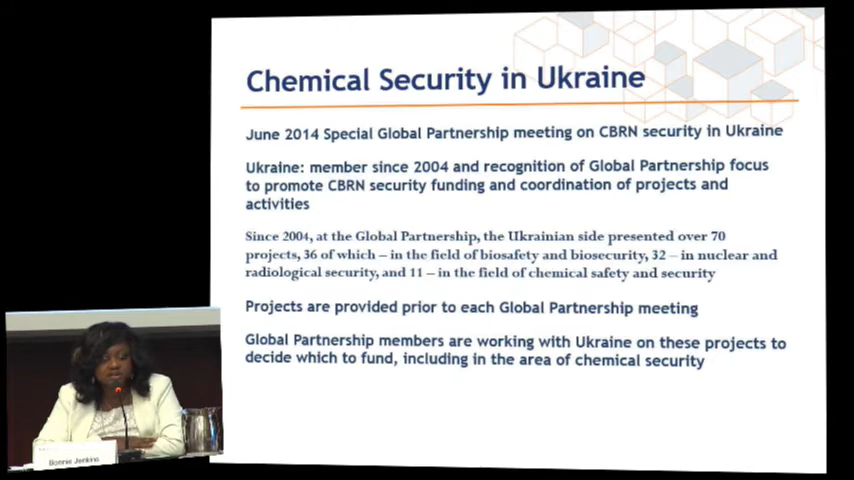 Chemical Security in Ukraine
June 2014 Special Global Partnership meeting on CBRN security in Ukraine
Ukraine: member since 2004 and recognition of Global Partnership focus
to promote CBRN security funding and coordination of projects and
activities
Since 2004, at the Global Partnership, the Ukrainian side presented over 70
projects, 36 of which – in the field of biosafety and biosecurity, 32 – in nuclear and
radiological security, and 11 – in the field of chemical safety and security
Projects are provided prior to each Global Partnership meeting
Global Partnership members are working with Ukraine on these projects to
decide which to fund, including in the area of chemical security
Bonnie Jenkins